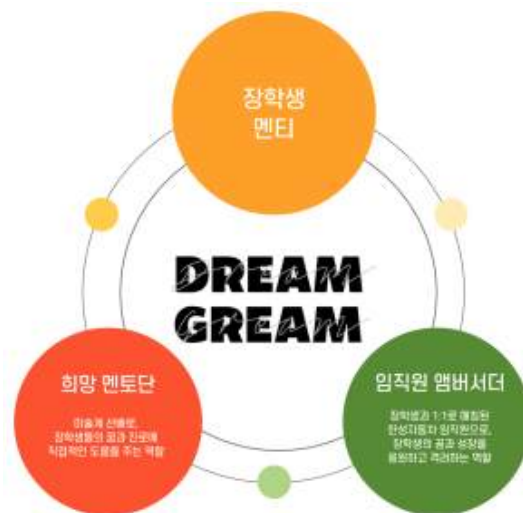 장학생
멘티
DREAM
GREAM
희망 멘토단
미술계 선배로,
장학생들의 꿈과 진로에
직접적인 도움을 주는 역할
임직원 앰버서더
장학생과 1:1로 매칭된
한성자동차 임직원으로,
장학생의 꿈과 성장을
응원하고 격려하는 역할